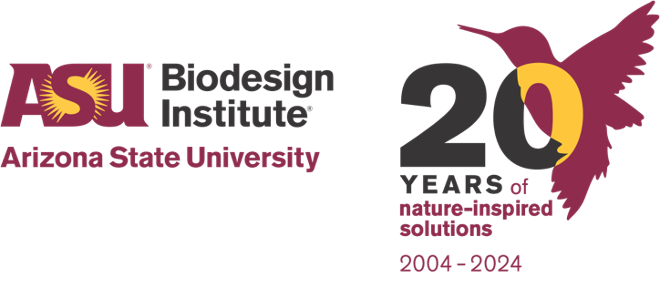 ASU® Biodesign
Institute®
Arizona State University
20
YEARS of
nature-inspired
solutions
2004 – 2024